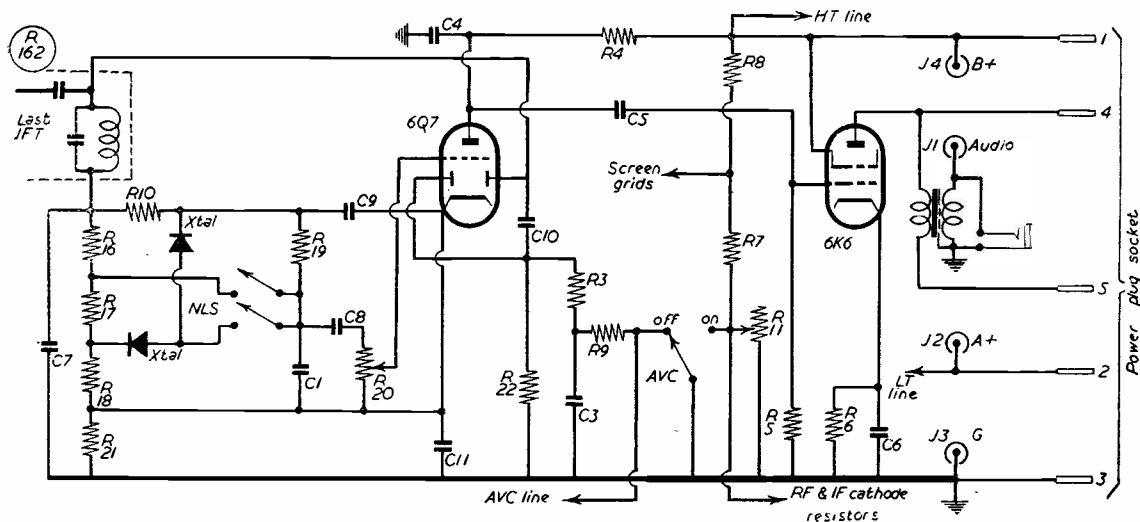 R
162
C4
R4
HT line
1
J4
B+
R8
Last
IFT
6Q7
C5
4
J1
Audio
Screen
grids
R10
Xtal
C9
R
16
R
19
C10
6K6
R7
R
17
NLS
R3
5
C8
off
on
R
11
R9
J2
A+
C7
Xtal
AVC
2
LT
line
R
18
C1
R
20
R
22
C3
R
5
R
6
C6
R
21
C11
J3
G
3
AVC line
RF & IF cathode
resistors
Power plug socket